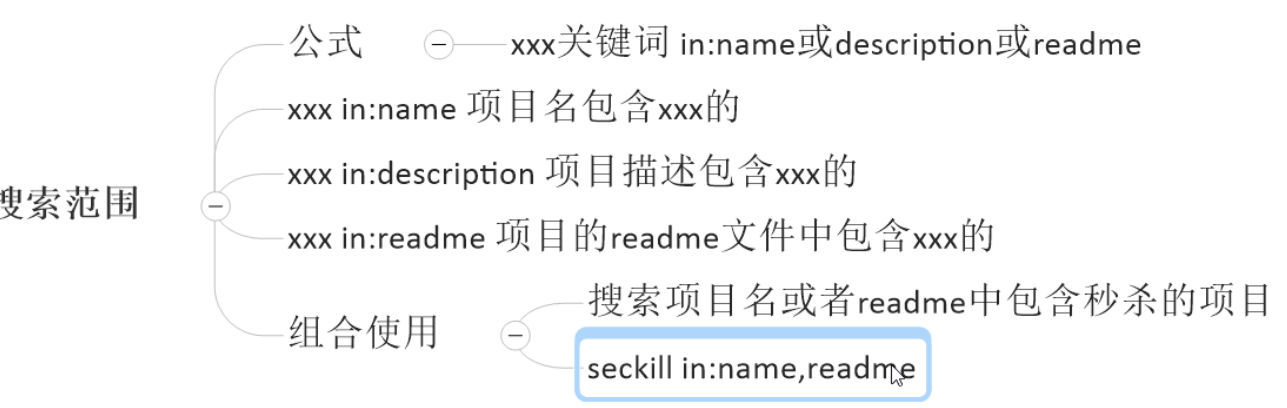 搜索范围
公式
xxx关键词 in:name或description或readme
xxx in:name 项目名包含xxx的
xxx in:description 项目描述包含xxx的
xxx in:readme 项目的readme文件中包含xxx的
组合使用
搜索项目名或者readme中包含秒杀的项目
seckill in:name,readme